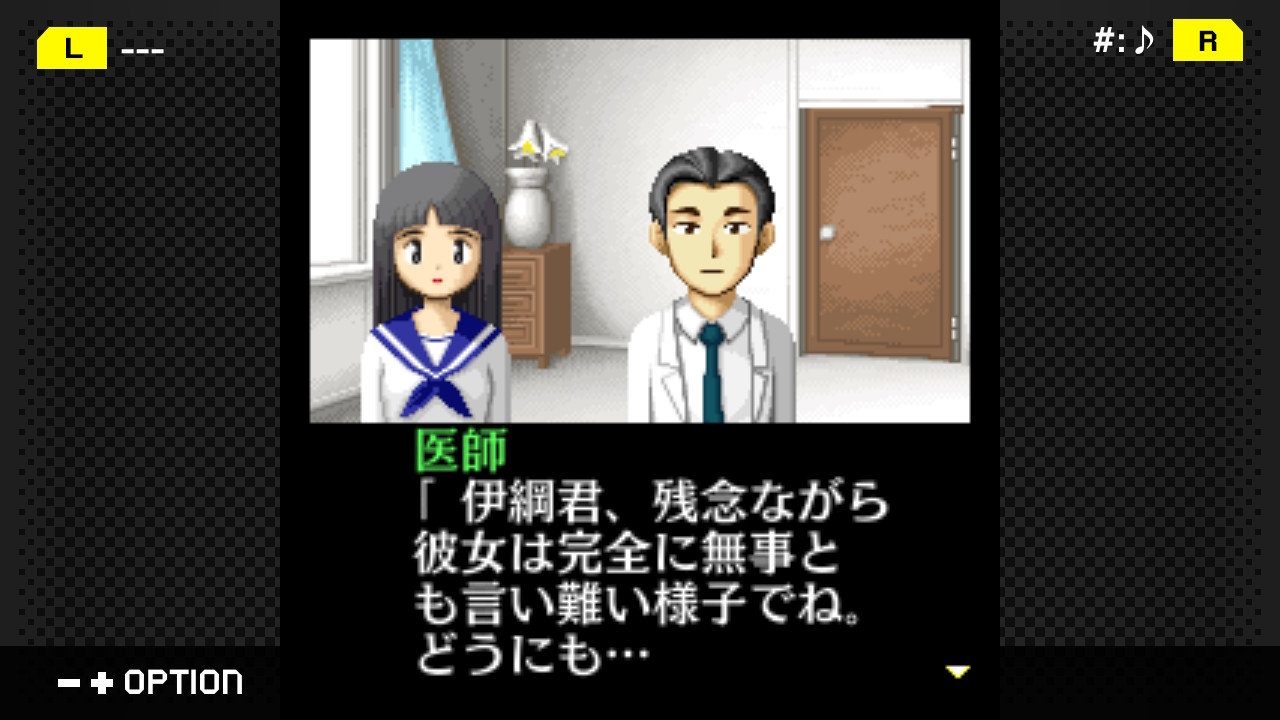 L ---
#:♪ R
医師
「 伊綱君、残念ながら
彼女は完全に無事と
も言い難い様子でね。
どうにも…
OPTION